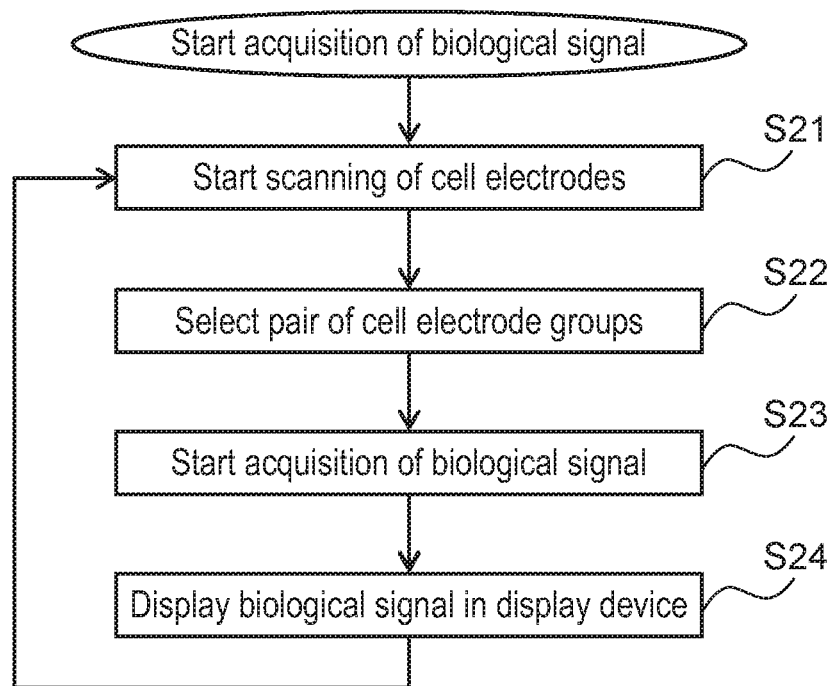 Start acquisition of biological signal
S21
Start scanning of cell electrodes
S22
Select pair of cell electrode groups
S23
Start acquisition of biological signal
S24
Display biological signal in display device